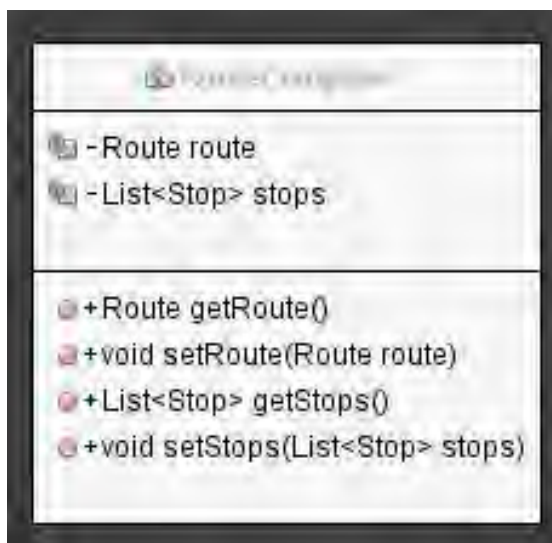 -Route route
-List<Stop> stops
+Route getRoute()
+void setRoute(Route route)
+List<Stop> getStops()
+void setStops(List<Stop> stops)